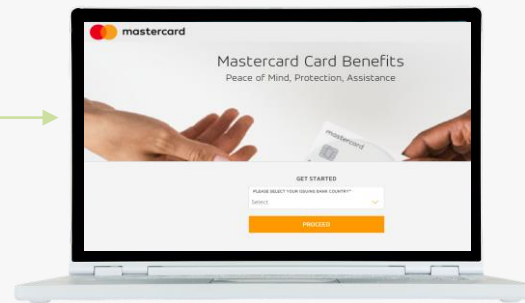 mastercard
Mastercard Card Benefits
Peace of Mind, Protection, Assistance
mastercard
GET STARTED
PLEASE SELECT YOUR ISSUING BANK COUNTRY*
Select
PROCEED